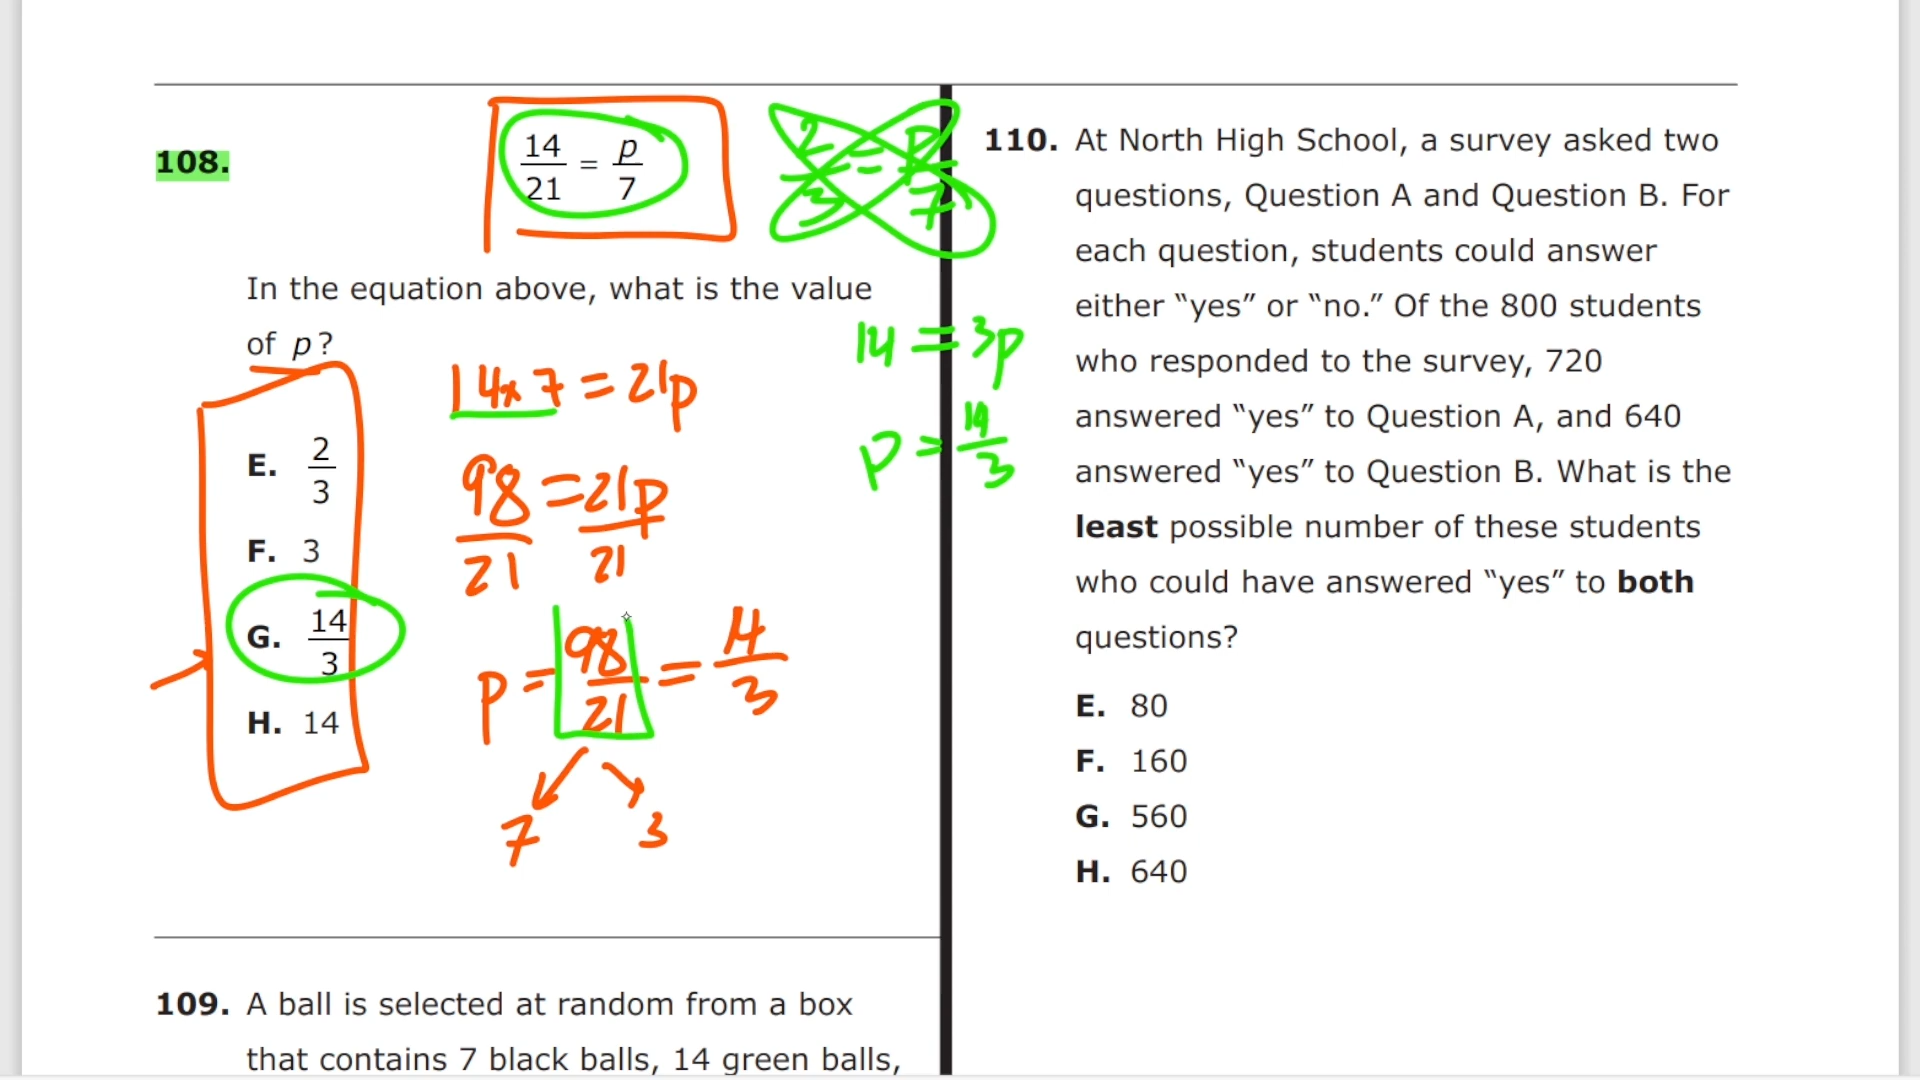 108.
14/21 = p/7
2/3 = p/7
In the equation above, what is the value
of p?
14x7 = 21p
98 = 21p
21 21
p = 98/21 = 14/3
7 3
14 = 3p
p = 14/3
E. 2/3
F. 3
G. 14/3
H. 14
109. A ball is selected at random from a box
that contains 7 black balls, 14 green balls,
110. At North High School, a survey asked two
questions, Question A and Question B. For
each question, students could answer
either “yes” or “no.” Of the 800 students
who responded to the survey, 720
answered “yes” to Question A, and 640
answered “yes” to Question B. What is the
least possible number of these students
who could have answered “yes” to both
questions?
E. 80
F. 160
G. 560
H. 640